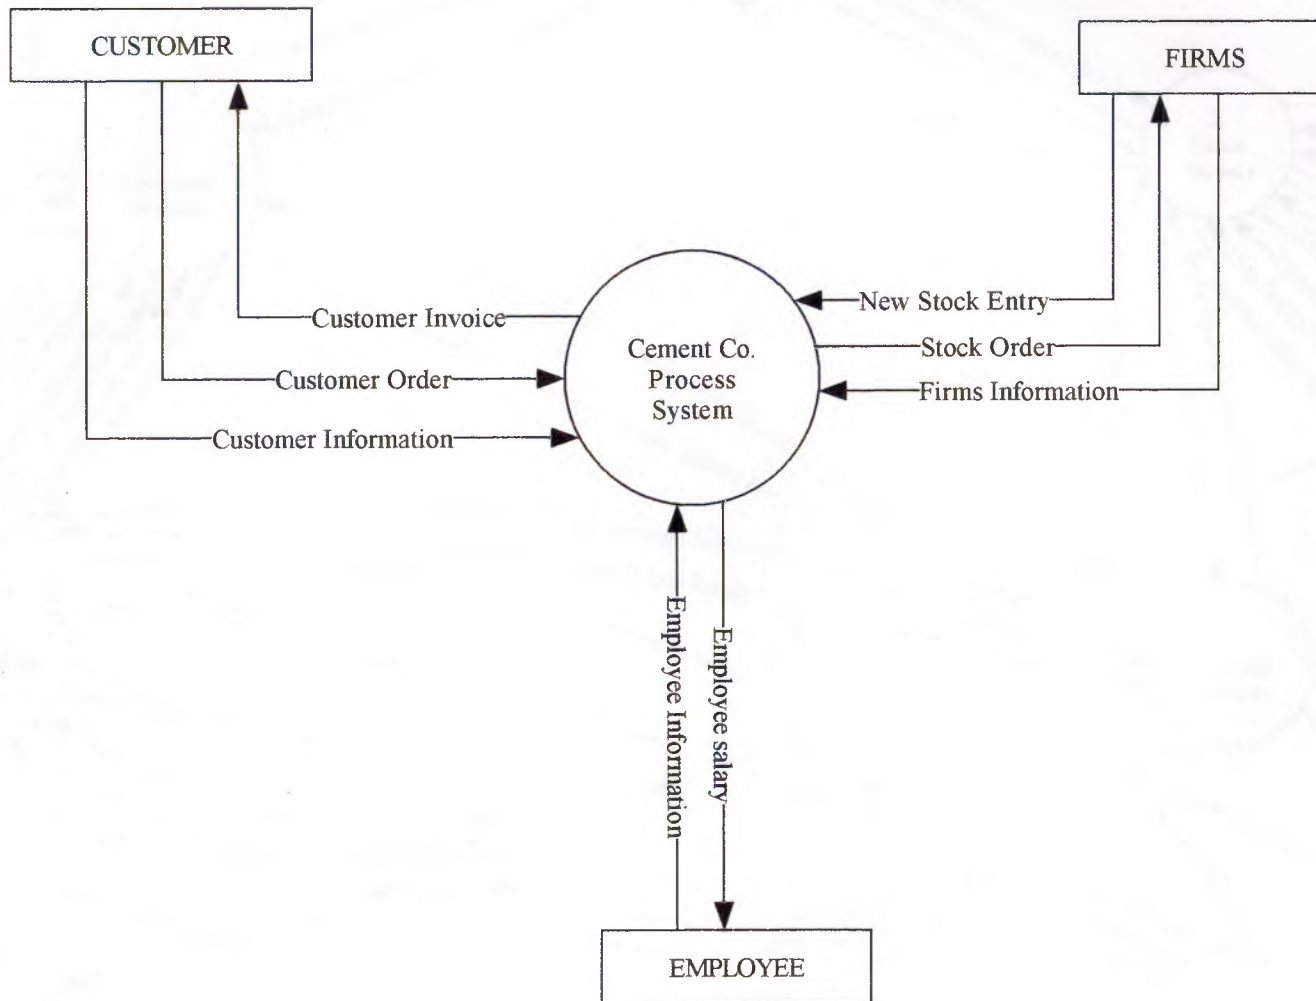 CUSTOMER
FIRMS
Customer Invoice
Customer Order
Customer Information
Cement Co.
Process
System
New Stock Entry
Stock Order
Firms Information
Employee Information
Employee salary
EMPLOYEE